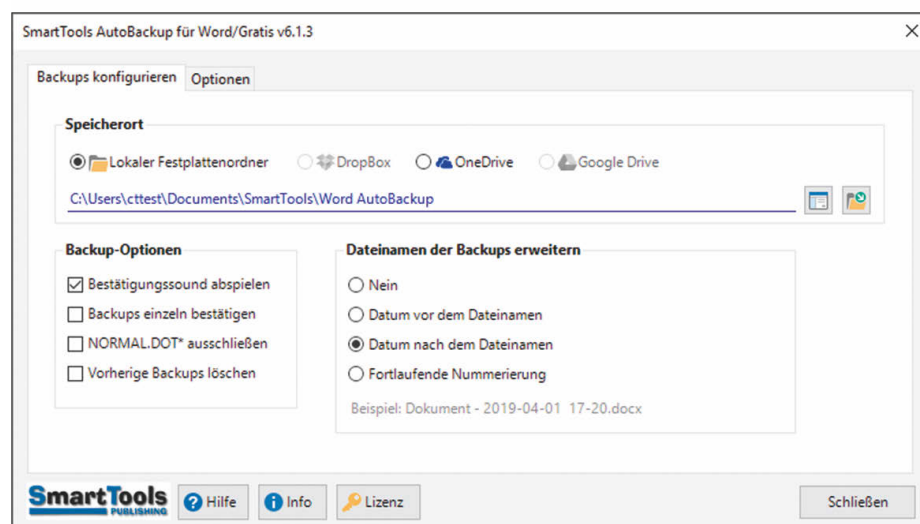 SmartTools AutoBackup für Word/Gratis v6.1.3
Backups konfigurieren Optionen
Speicherort
Lokaler Festplattenordner DropBox OneDrive Google Drive
C:\Users\cttest\Documents\SmartTools\Word AutoBackup
Backup-Optionen
Bestätigungssound abspielen
Backups einzeln bestätigen
NORMAL.DOT* ausschließen
Vorherige Backups löschen
Dateinamen der Backups erweitern
Nein
Datum vor dem Dateinamen
Datum nach dem Dateinamen
Fortlaufende Nummerierung
Beispiel: Dokument - 2019-04-01 17-20.docx
SmartTools
PUBLISHING
Hilfe Info Lizenz Schließen